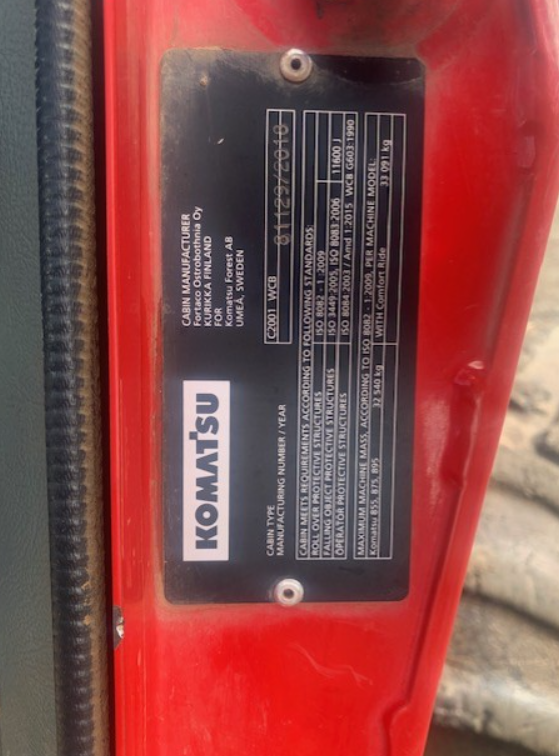 KOMATSU
CABIN MANUFACTURER
Fortaco Ostrobothnia Oy
KURIKKA FINLAND
FOR
Komatsu Forest AB
UMEÅ, SWEDEN
CABIN TYPE C2001 WCB
MANUFACTURING NUMBER / YEAR 81129/2018
CABIN MEETS REQUIREMENTS ACCORDING TO FOLLOWING STANDARDS:
ROLL OVER PROTECTIVE STRUCTURES ISO 8082 - 1 :2009
FALLING OBJECT PROTECTIVE STRUCTURES ISO 3449:2005, ISO 8083:2006 11600 J
OPERATOR PROTECTIVE STRUCTURES ISO 8084:2003 / Amd 1:2015 WCB G603:1990
MAXIMUM MACHINE MASS, ACCORDING TO ISO 8082 - 1:2009, PER MACHINE MODEL:
Komatsu 855, 875, 895 32 540 kg WITH Comfort Ride 33 091 kg